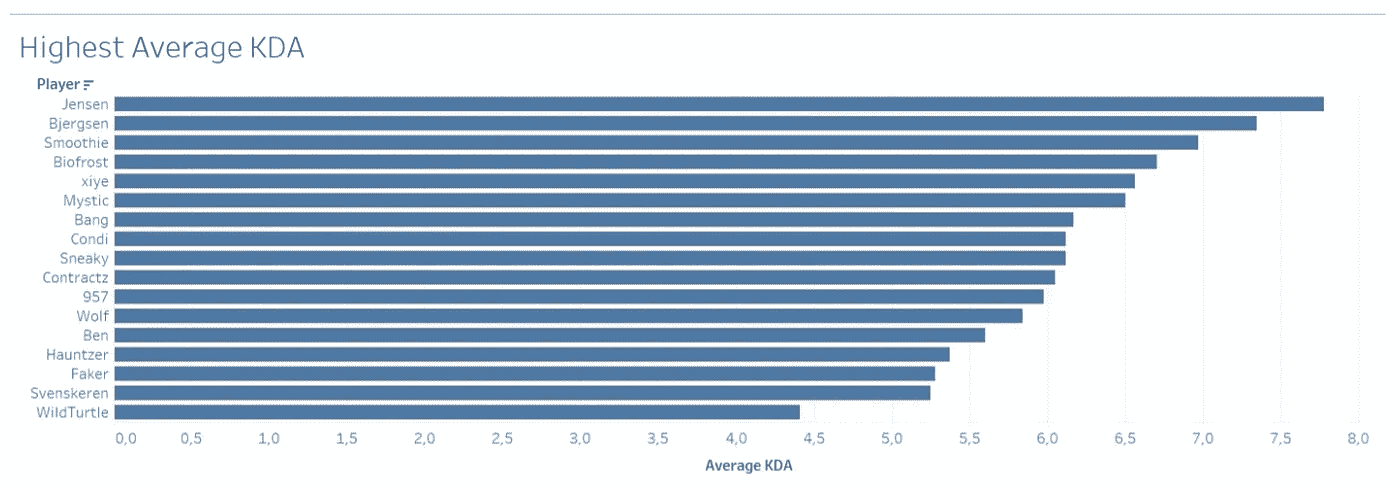 Highest Average KDA
Player
Jensen
Bjergsen
Smoothie
Biofrost
xiye
Mystic
Bang
Condi
Sneaky
Contractz
957
Wolf
Ben
Hauntzer
Faker
Svenskeren
WildTurtle
0,0 0,5 1,0 1,5 2,0 2,5 3,0 3,5 4,0 4,5 5,0 5,5 6,0 6,5 7,0 7,5 8,0
Average KDA